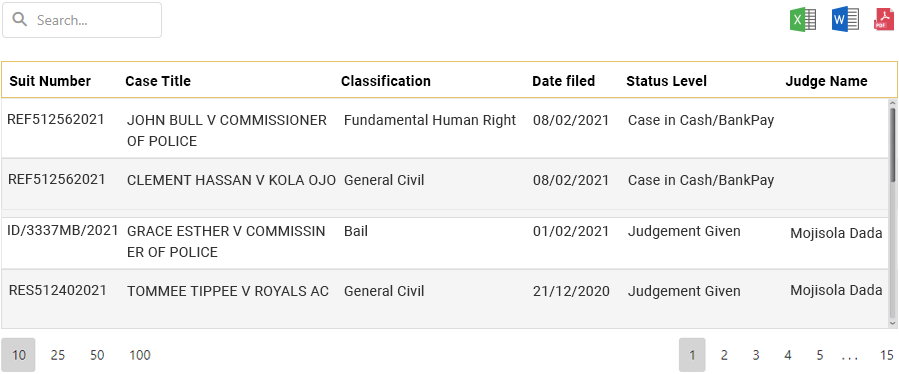 Search...
Suit Number Case Title Classification Date filed Status Level Judge Name
REF512562021 JOHN BULL V COMMISSIONER Fundamental Human Right 08/02/2021 Case in Cash/BankPay
OF POLICE
REF512562021 CLEMENT HASSAN V KOLA OJO General Civil 08/02/2021 Case in Cash/BankPay
ID/3337MB/2021 GRACE ESTHER V COMMISSIN Bail 01/02/2021 Judgement Given Mojisola Dada
ER OF POLICE
RES512402021 TOMMEE TIPPEE V ROYALS AC General Civil 21/12/2020 Judgement Given Mojisola Dada
10 25 50 100 1 2 3 4 5 ... 15